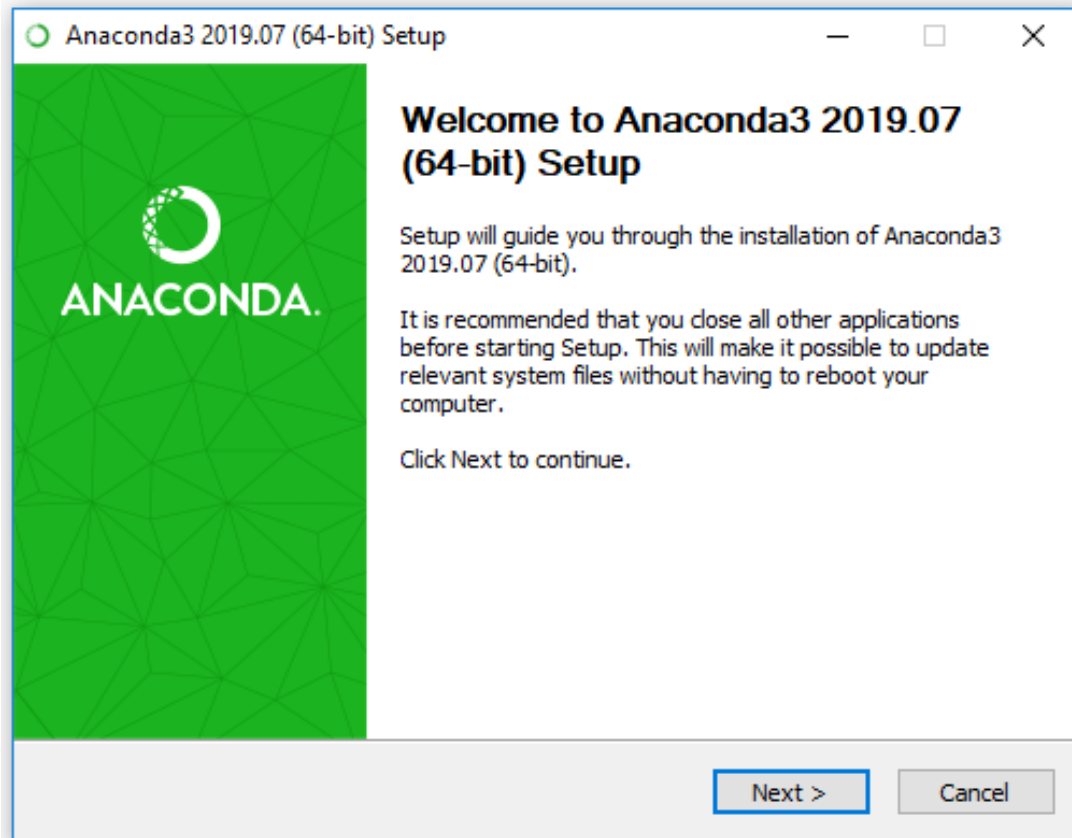 Anaconda3 2019.07 (64-bit) Setup
ANACONDA.
Welcome to Anaconda3 2019.07
(64-bit) Setup
Setup will guide you through the installation of Anaconda3
2019.07 (64-bit).
It is recommended that you close all other applications
before starting Setup. This will make it possible to update
relevant system files without having to reboot your
computer.
Click Next to continue.
Next >
Cancel